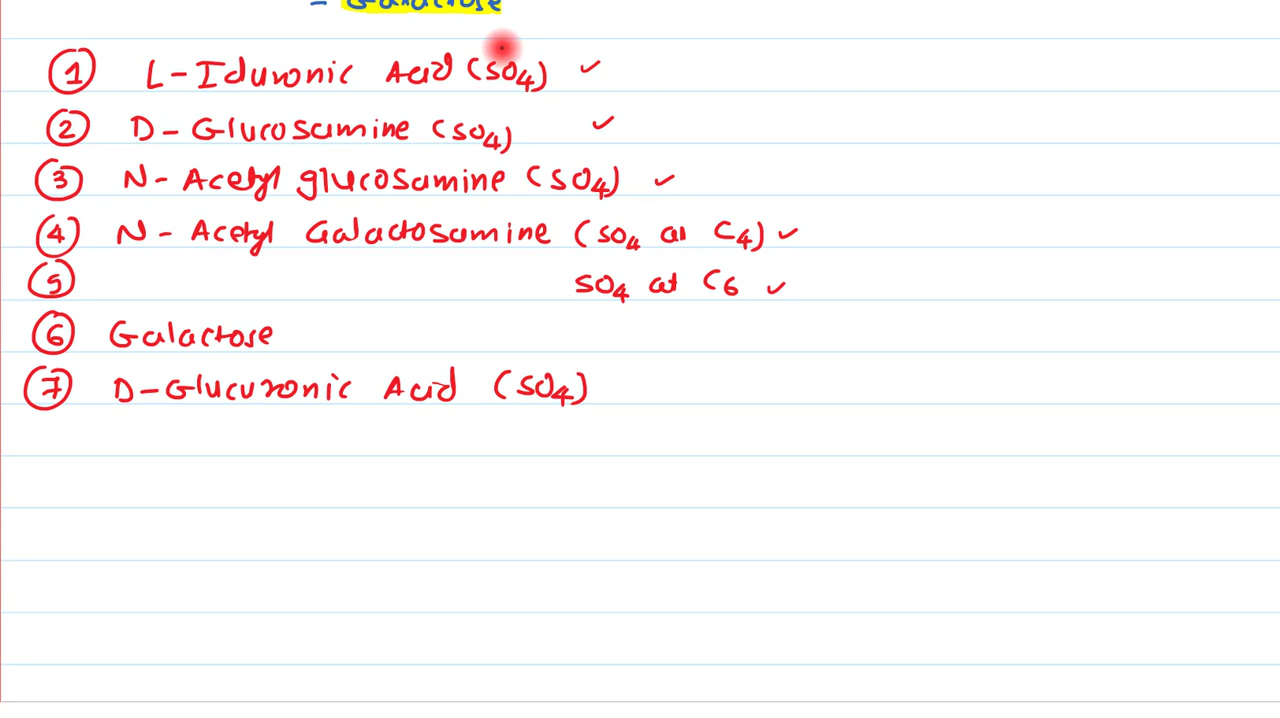 = Galactose
1 L-Iduronic Acid (SO4) ✓
2 D-Glucosamine (SO4) ✓
3 N-Acetyl glucosamine (SO4) ✓
4 N-Acetyl Galactosamine (SO4 at C4) ✓
5 SO4 at C6 ✓
6 Galactose
7 D-Glucuronic Acid (SO4)